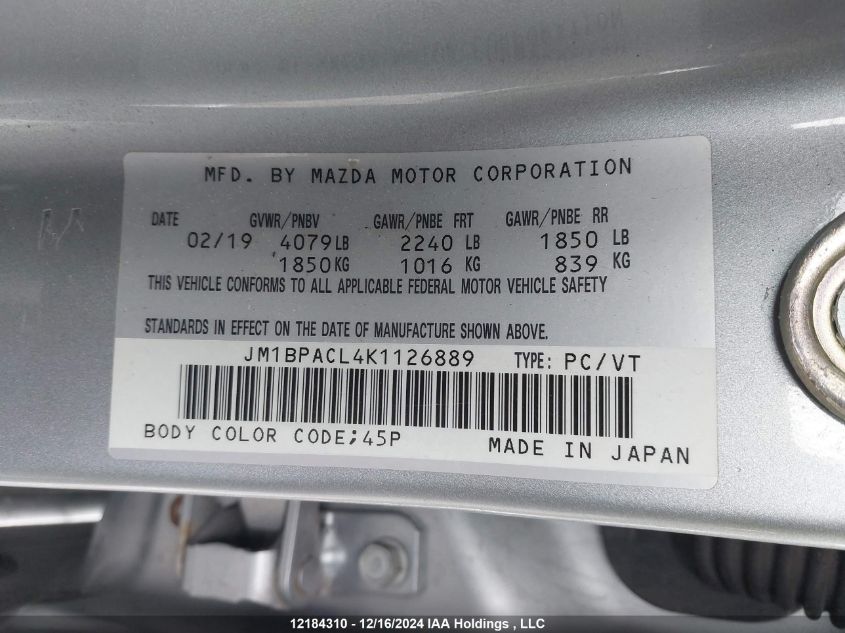 MFD. BY MAZDA MOTOR CORPORATION
DATE GVWR/PNBV GAWR/PNBE FRT GAWR/PNBE RR
02/19 4079LB 2240 LB 1850 LB
1850KG 1016 KG 839 KG
THIS VEHICLE CONFORMS TO ALL APPLICABLE FEDERAL MOTOR VEHICLE SAFETY
STANDARDS IN EFFECT ON THE DATE OF MANUFACTURE SHOWN ABOVE.
JM1BPACL4K1126889 TYPE: PC/VT
BODY COLOR CODE;45P MADE IN JAPAN
12184310 - 12/16/2024 IAA Holdings , LLC